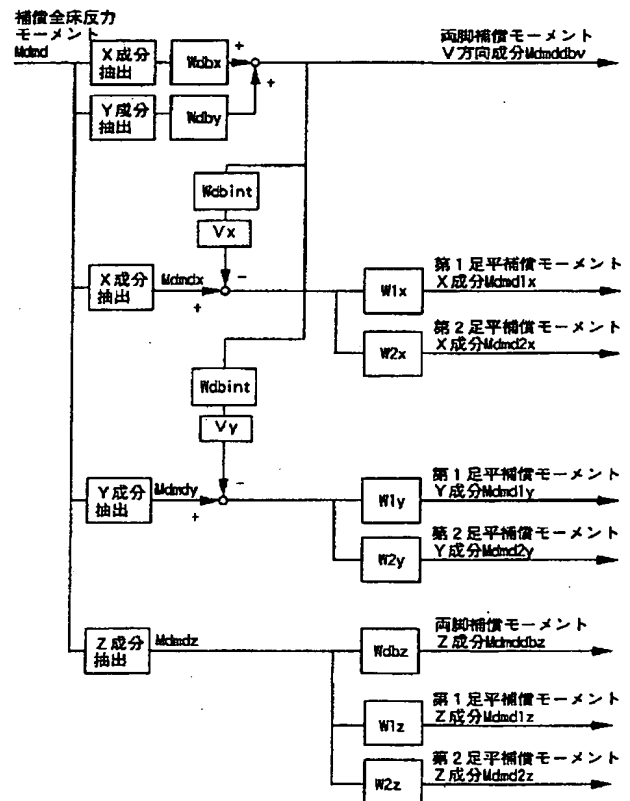 補償全床反力
モーメント
Mdmd
X成分
抽出
Wdbx
+
+
両脚補償モーメント
V方向成分Mdmddbv
Y成分
抽出
Wdby
Wdbint
Vx
−
X成分
抽出
Mdmdx
+
W1x
第1足平補償モーメント
X成分Mdmd1x
W2x
第2足平補償モーメント
X成分Mdmd2x
Wdbint
Vy
−
Y成分
抽出
Mdmdy
+
W1y
第1足平補償モーメント
Y成分Mdmd1y
W2y
第2足平補償モーメント
Y成分Mdmd2y
Z成分
抽出
Mdmdz
Wdbz
両脚補償モーメント
Z成分Mdmddbz
W1z
第1足平補償モーメント
Z成分Mdmd1z
W2z
第2足平補償モーメント
Z成分Mdmd2z